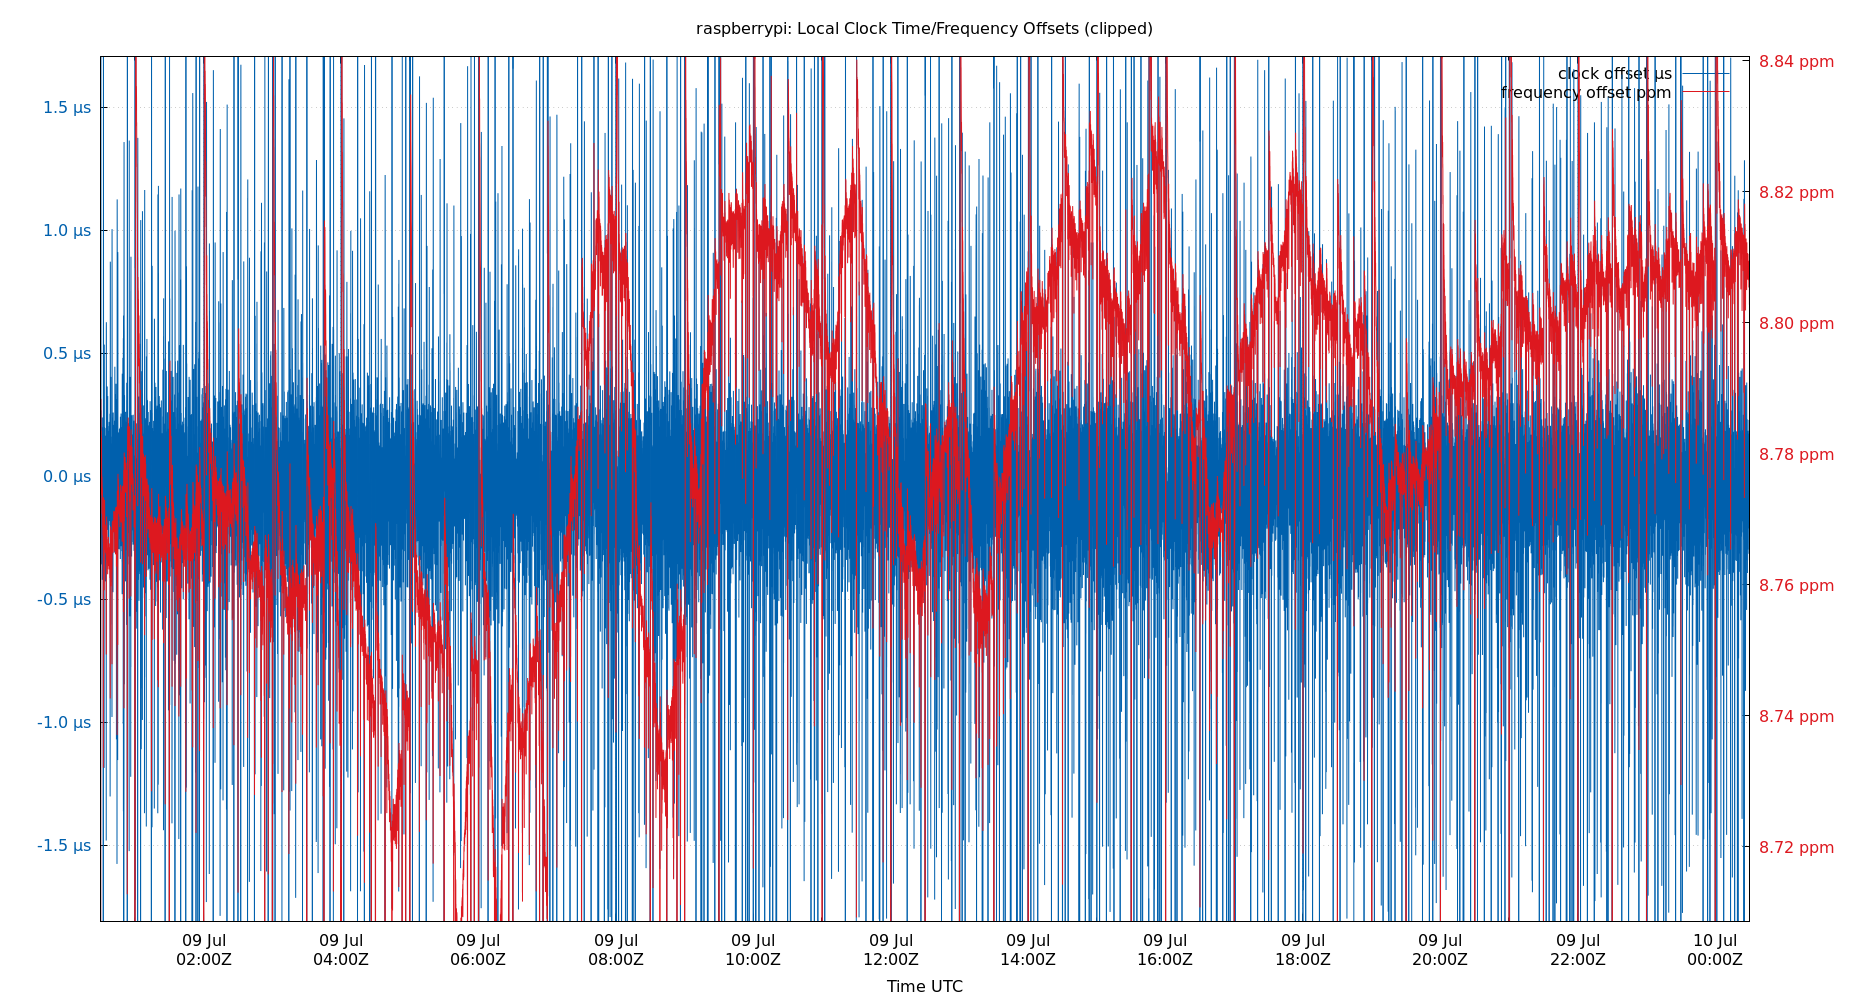 raspberrypi: Local Clock Time/Frequency Offsets (clipped)
clock offset µs
frequency offset ppm
1.5 µs
1.0 µs
0.5 µs
0.0 µs
-0.5 µs
-1.0 µs
-1.5 µs
8.84 ppm
8.82 ppm
8.80 ppm
8.78 ppm
8.76 ppm
8.74 ppm
8.72 ppm
09 Jul 09 Jul 09 Jul 09 Jul 09 Jul 09 Jul 09 Jul 09 Jul 09 Jul 09 Jul 09 Jul 10 Jul
02:00Z 04:00Z 06:00Z 08:00Z 10:00Z 12:00Z 14:00Z 16:00Z 18:00Z 20:00Z 22:00Z 00:00Z
Time UTC